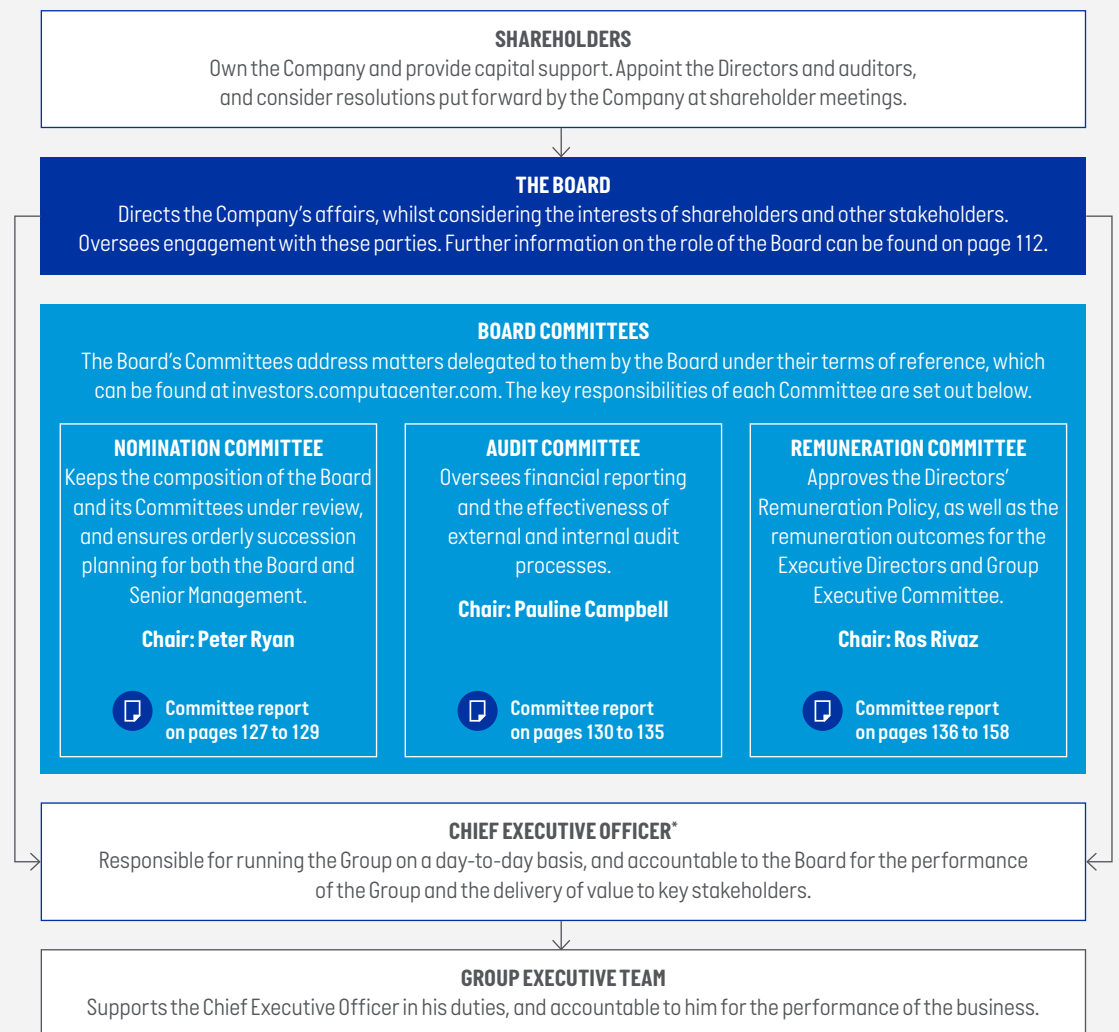 SHAREHOLDERS
Own the Company and provide capital support. Appoint the Directors and auditors,
and consider resolutions put forward by the Company at shareholder meetings.
THE BOARD
Directs the Company's affairs, whilst considering the interests of shareholders and other stakeholders.
Oversees engagement with these parties. Further information on the role of the Board can be found on page 112.
BOARD COMMITTEES
The Board's Committees address matters delegated to them by the Board under their terms of reference, which
can be found at investors.computacenter.com. The key responsibilities of each Committee are set out below.
NOMINATION COMMITTEE
Keeps the composition of the Board
and its Committees under review,
and ensures orderly succession
planning for both the Board and
Senior Management.
Chair: Peter Ryan
Committee report
on pages 127 to 129
AUDIT COMMITTEE
Oversees financial reporting
and the effectiveness of
external and internal audit
processes.
Chair: Pauline Campbell
Committee report
on pages 130 to 135
REMUNERATION COMMITTEE
Approves the Directors'
Remuneration Policy, as well as the
remuneration outcomes for the
Executive Directors and Group
Executive Committee.
Chair: Ros Rivaz
Committee report
on pages 136 to 158
CHIEF EXECUTIVE OFFICER*
Responsible for running the Group on a day-to-day basis, and accountable to the Board for the performance
of the Group and the delivery of value to key stakeholders.
GROUP EXECUTIVE TEAM
Supports the Chief Executive Officer in his duties, and accountable to him for the performance of the business.